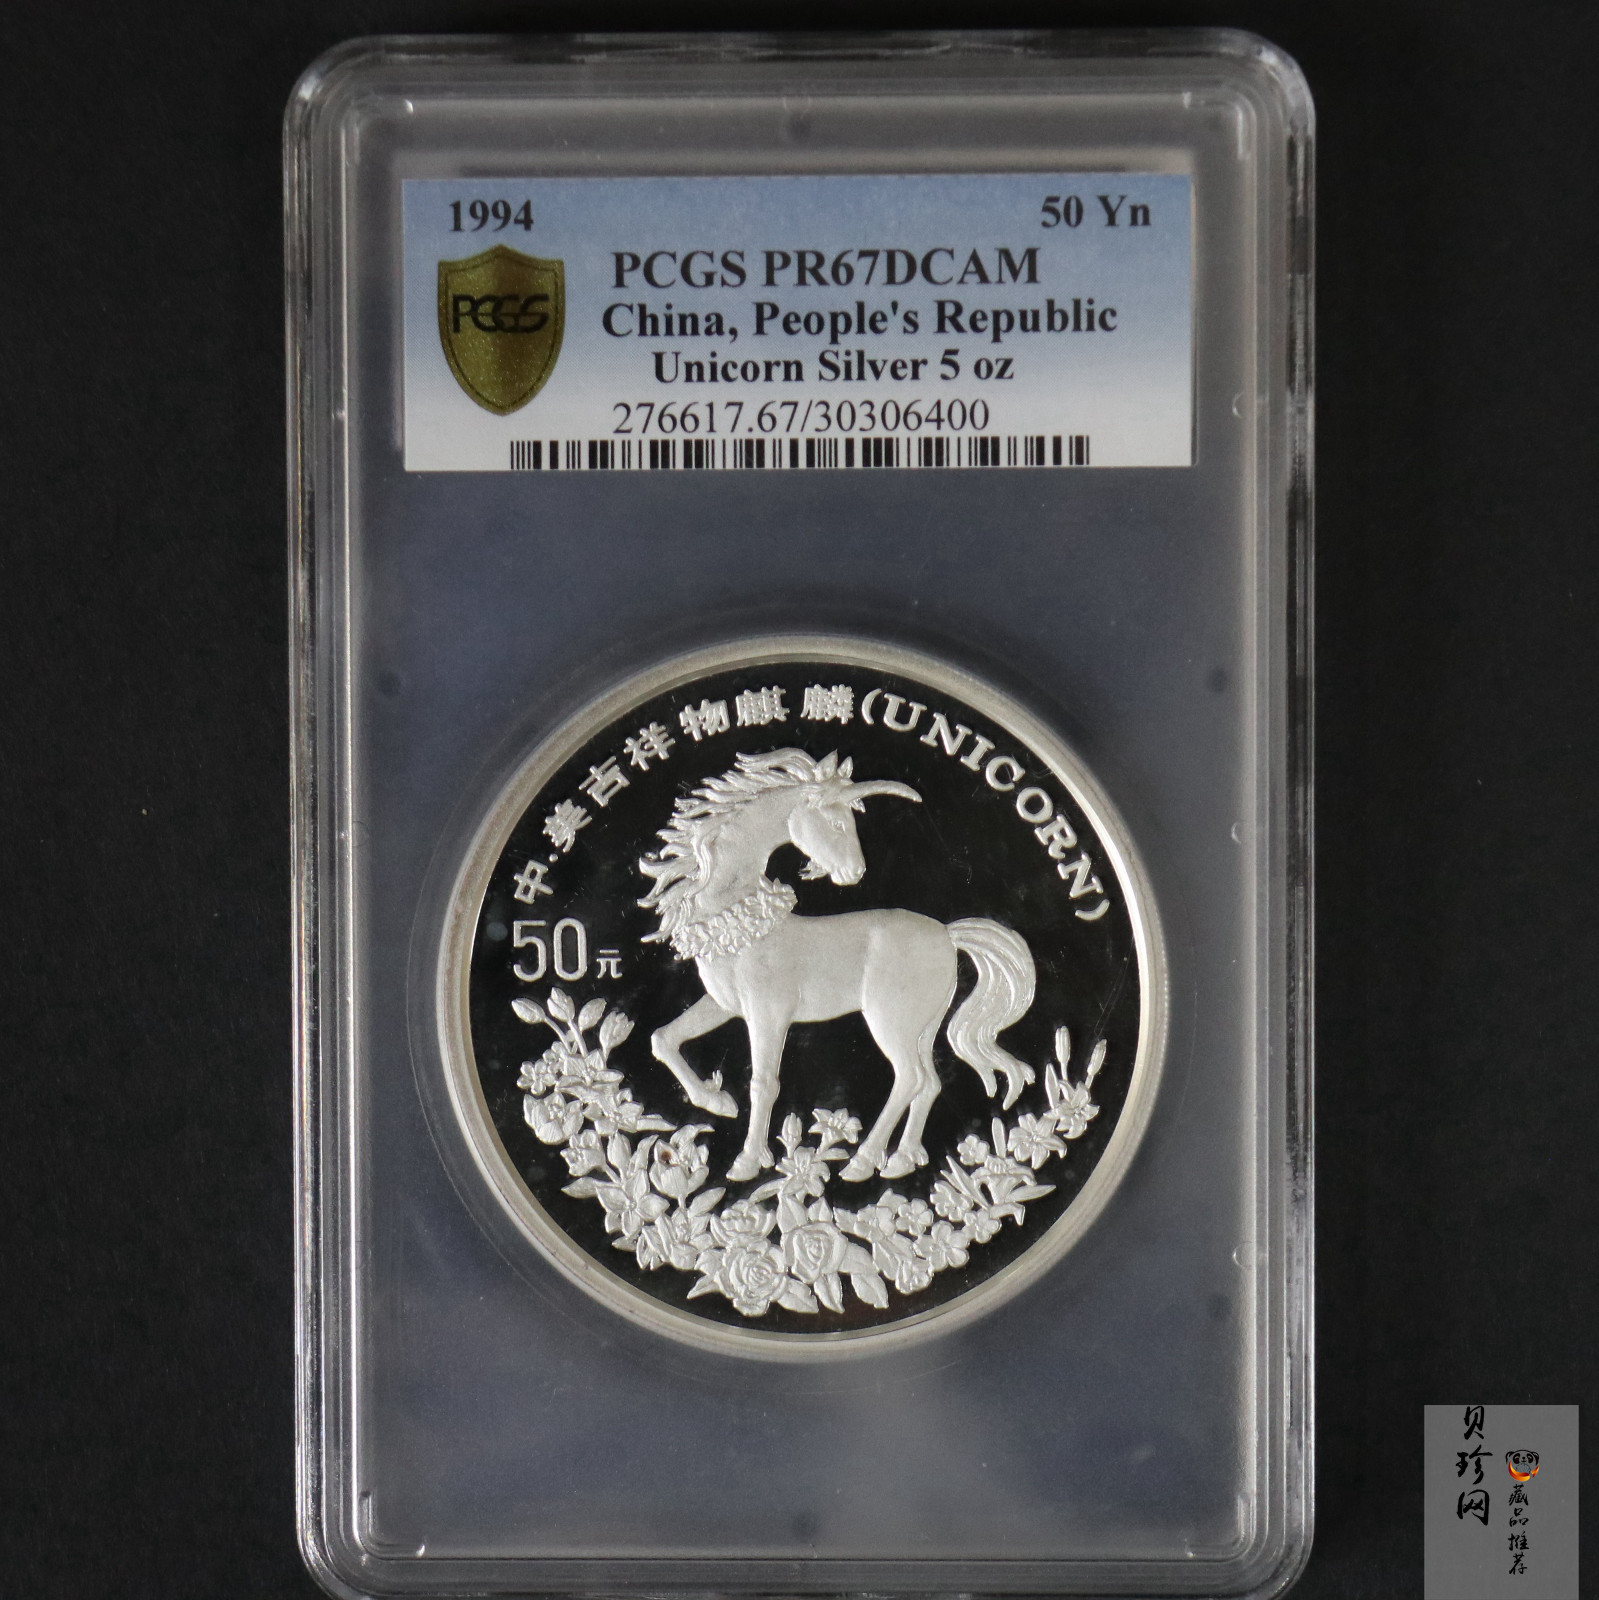 1994
50 Yn
PCGS
PCGS PR67DCAM
China, People's Republic
Unicorn Silver 5 oz
276617.67/30306400
中·华吉祥物麒麟(UNICORN)
50元
贝珍网
藏品推荐